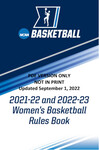 NCAA
BASKETBALL
PDF VERSION ONLY
NOT IN PRINT
Updated September 1, 2022
2021-22 and 2022-23
Women's Basketball
Rules Book